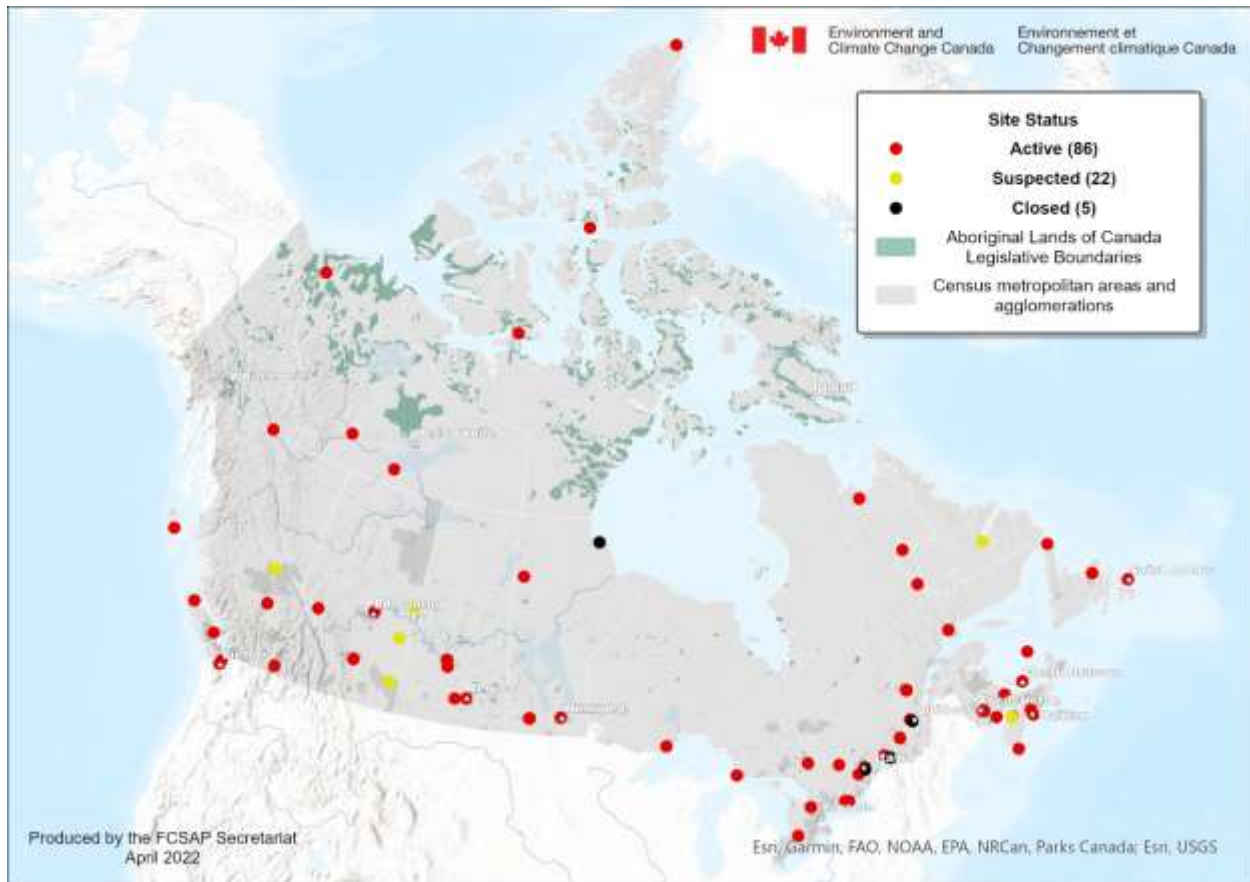 Environment and
Climate Change Canada
Environnement et
Changement climatique Canada
Site Status
Active (86)
Suspected (22)
Closed (5)
Aboriginal Lands of Canada
Legislative Boundaries
Census metropolitan areas and
agglomerations
Produced by the FCSAP Secretariat
April 2022
Esri, Garmin, FAO, NOAA, EPA, NRCan, Parks Canada; Esri, USGS